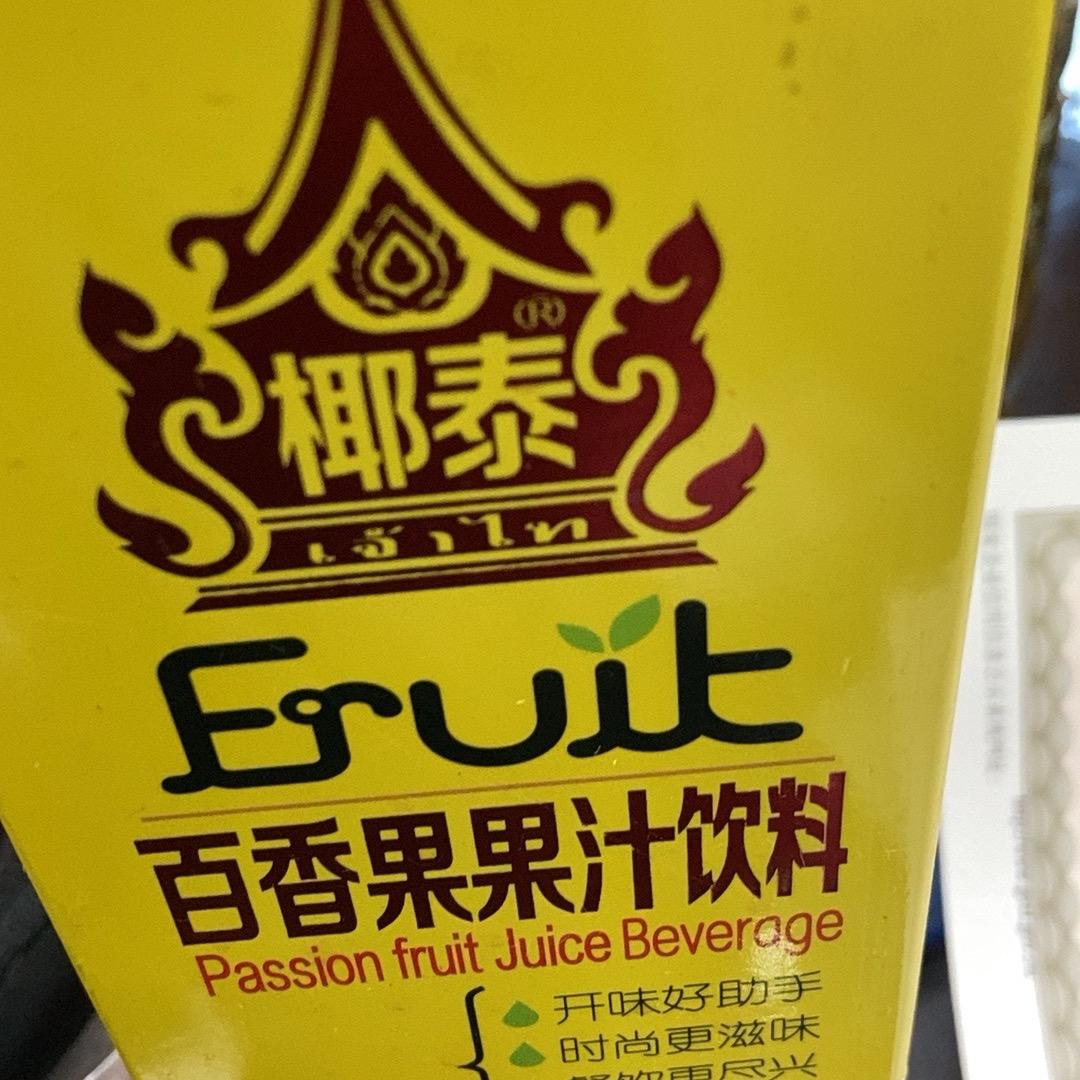 ®
椰泰
เจ้าไท
Fruit
百香果果汁饮料
Passion fruit Juice Beverage
开味好助手
时尚更滋味